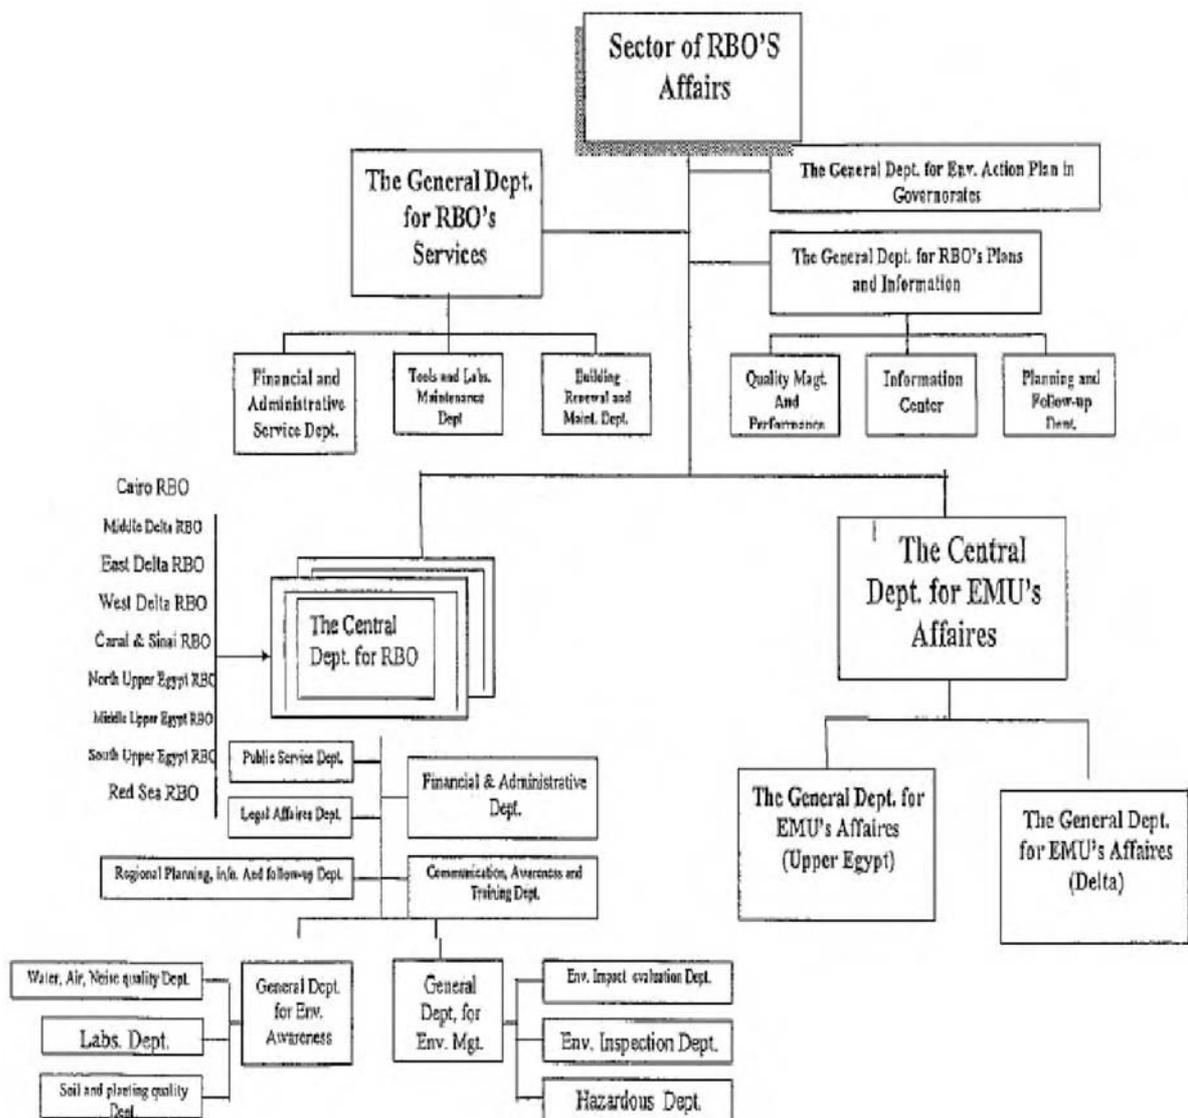 Sector of RBO'S
Affairs
The General Dept.
for RBO's
Services
The General Dept. for Env. Action Plan in
Governorates
The General Dept. for RBO's Plans
and Information
Financial and
Administrative
Service Dept.
Tools and Labs.
Maintenance
Dept
Building
Renewal and
Maint. Dept.
Quality Magt.
And
Performance
Information
Center
Planning and
Follow-up
Dent.
Cairo RBO
Middle Delta RBO
East Delta RBO
West Delta RBO
Canal & Sinai RBO
North Upper Egypt RBO
Middle Upper Egypt RBO
South Upper Egypt RBO
Red Sea RBO
The Central
Dept. for RBO
The Central
Dept. for EMU's
Affaires
Public Service Dept.
Legal Affaires Dept.
Regional Planning, info. And follow-up Dept.
Financial & Administrative
Dept.
Communication, Awareness and
Training Dept.
The General Dept. for
EMU's Affaires
(Upper Egypt)
The General Dept.
for EMU's Affaires
(Delta)
Water, Air, Noise quality Dept.
Labs. Dept.
Soil and planting quality
Dept.
General Dept.
for Env.
Awareness
General
Dept, for
Env. Mgt.
Env. Impact evaluation Dept.
Env. Inspection Dept.
Hazardous Dept.